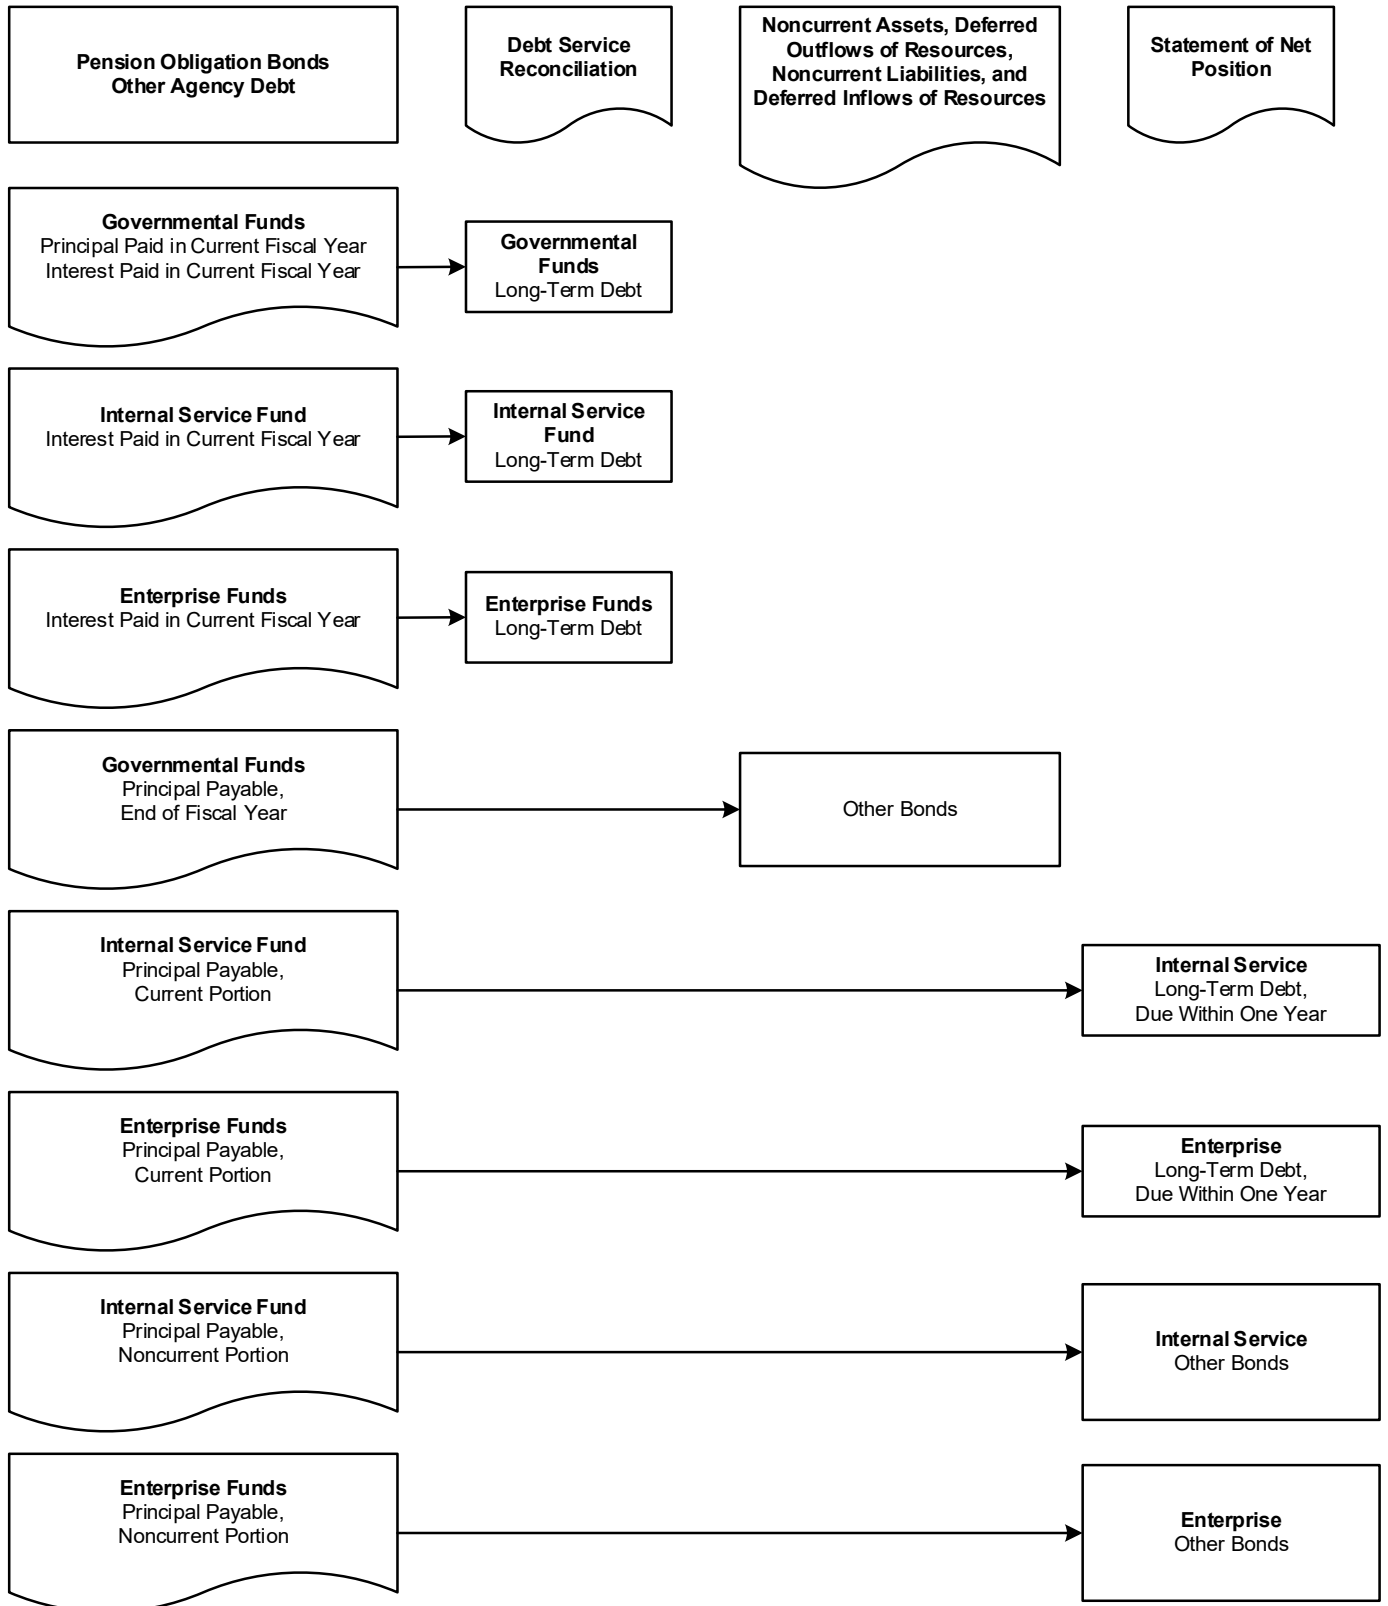 Pension Obligation Bonds
Other Agency Debt
Debt Service
Reconciliation
Noncurrent Assets, Deferred
Outflows of Resources,
Noncurrent Liabilities, and
Deferred Inflows of Resources
Statement of Net
Position
Governmental Funds
Principal Paid in Current Fiscal Year
Interest Paid in Current Fiscal Year
Governmental
Funds
Long-Term Debt
Internal Service Fund
Interest Paid in Current Fiscal Year
Internal Service
Fund
Long-Term Debt
Enterprise Funds
Interest Paid in Current Fiscal Year
Enterprise Funds
Long-Term Debt
Governmental Funds
Principal Payable,
End of Fiscal Year
Other Bonds
Internal Service Fund
Principal Payable,
Current Portion
Internal Service
Long-Term Debt,
Due Within One Year
Enterprise Funds
Principal Payable,
Current Portion
Enterprise
Long-Term Debt,
Due Within One Year
Internal Service Fund
Principal Payable,
Noncurrent Portion
Internal Service
Other Bonds
Enterprise Funds
Principal Payable,
Noncurrent Portion
Enterprise
Other Bonds